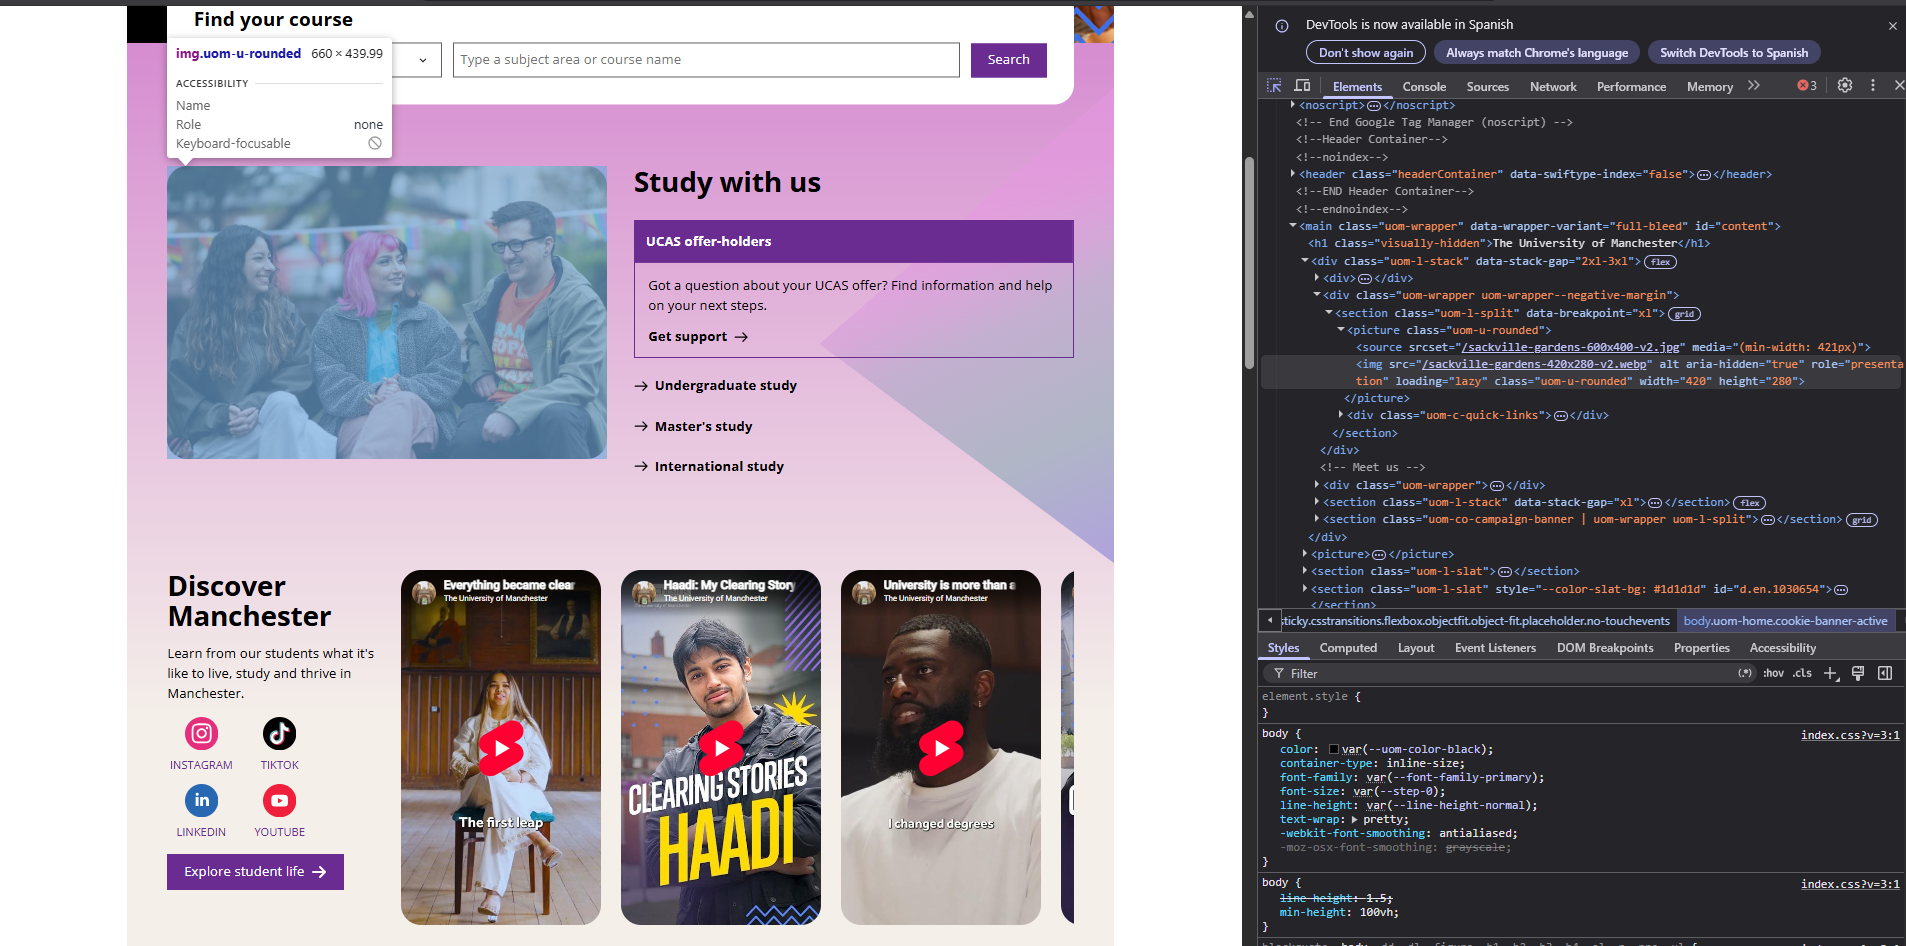 Find your course
img.uom-u-rounded 660 × 439.99
ACCESSIBILITY
Name
Role none
Keyboard-focusable
Type a subject area or course name
Search
Study with us
UCAS offer-holders
Got a question about your UCAS offer? Find information and help
on your next steps.
Get support →
→ Undergraduate study
→ Master's study
→ International study
Discover
Manchester
Learn from our students what it's
like to live, study and thrive in
Manchester.
INSTAGRAM
TIKTOK
in
LINKEDIN
YOUTUBE
Explore student life →
Everything became clear
The University of Manchester
The first leap
Haadi: My Clearing Story
The University of Manchester
CLEARING STORIES
HAADI
University is more than a
The University of Manchester
I changed degrees
DevTools is now available in Spanish
Don't show again
Always match Chrome's language
Switch DevTools to Spanish
Elements Console Sources Network Performance Memory 3
<noscript>…</noscript>
<!-- End Google Tag Manager (noscript) -->
<!--Header Container-->
<!--noindex-->
<header class="headerContainer" data-swiftype-index="false">…</header>
<!--END Header Container-->
<!--endnoindex-->
<main class="uom-wrapper" data-wrapper-variant="full-bleed" id="content">
<h1 class="visually-hidden">The University of Manchester</h1>
<div class="uom-l-stack" data-stack-gap="2xl-3xl"> flex
<div>…</div>
<div class="uom-wrapper uom-wrapper--negative-margin">
<section class="uom-l-split" data-breakpoint="xl"> grid
<picture class="uom-u-rounded">
<source srcset="/sackville-gardens-600x400-v2.jpg" media="(min-width: 421px)">
<img src="/sackville-gardens-420x280-v2.webp" alt aria-hidden="true" role="presenta
tion" loading="lazy" class="uom-u-rounded" width="420" height="280">
</picture>
<div class="uom-c-quick-links">…</div>
</section>
</div>
<!-- Meet us -->
<div class="uom-wrapper">…</div>
<section class="uom-l-stack" data-stack-gap="xl">…</section> flex
<section class="uom-co-campaign-banner | uom-wrapper uom-l-split">…</section> grid
</div>
<picture>…</picture>
<section class="uom-l-slat">…</section>
<section class="uom-l-slat" style="--color-slat-bg: #1d1d1d" id="d.en.1030654">…
</section>
sticky.csstransitions.flexbox.objectfit.object-fit.placeholder.no-touchevents body.uom-home.cookie-banner-active
Styles Computed Layout Event Listeners DOM Breakpoints Properties Accessibility
Filter (.*) :hov .cls
element.style {
}
body { index.css?v=3:1
color: var(--uom-color-black);
container-type: inline-size;
font-family: var(--font-family-primary);
font-size: var(--step-0);
line-height: var(--line-height-normal);
text-wrap: pretty;
-webkit-font-smoothing: antialiased;
-moz-osx-font-smoothing: grayscale;
}
body { index.css?v=3:1
line-height: 1.5;
min-height: 100vh;
}